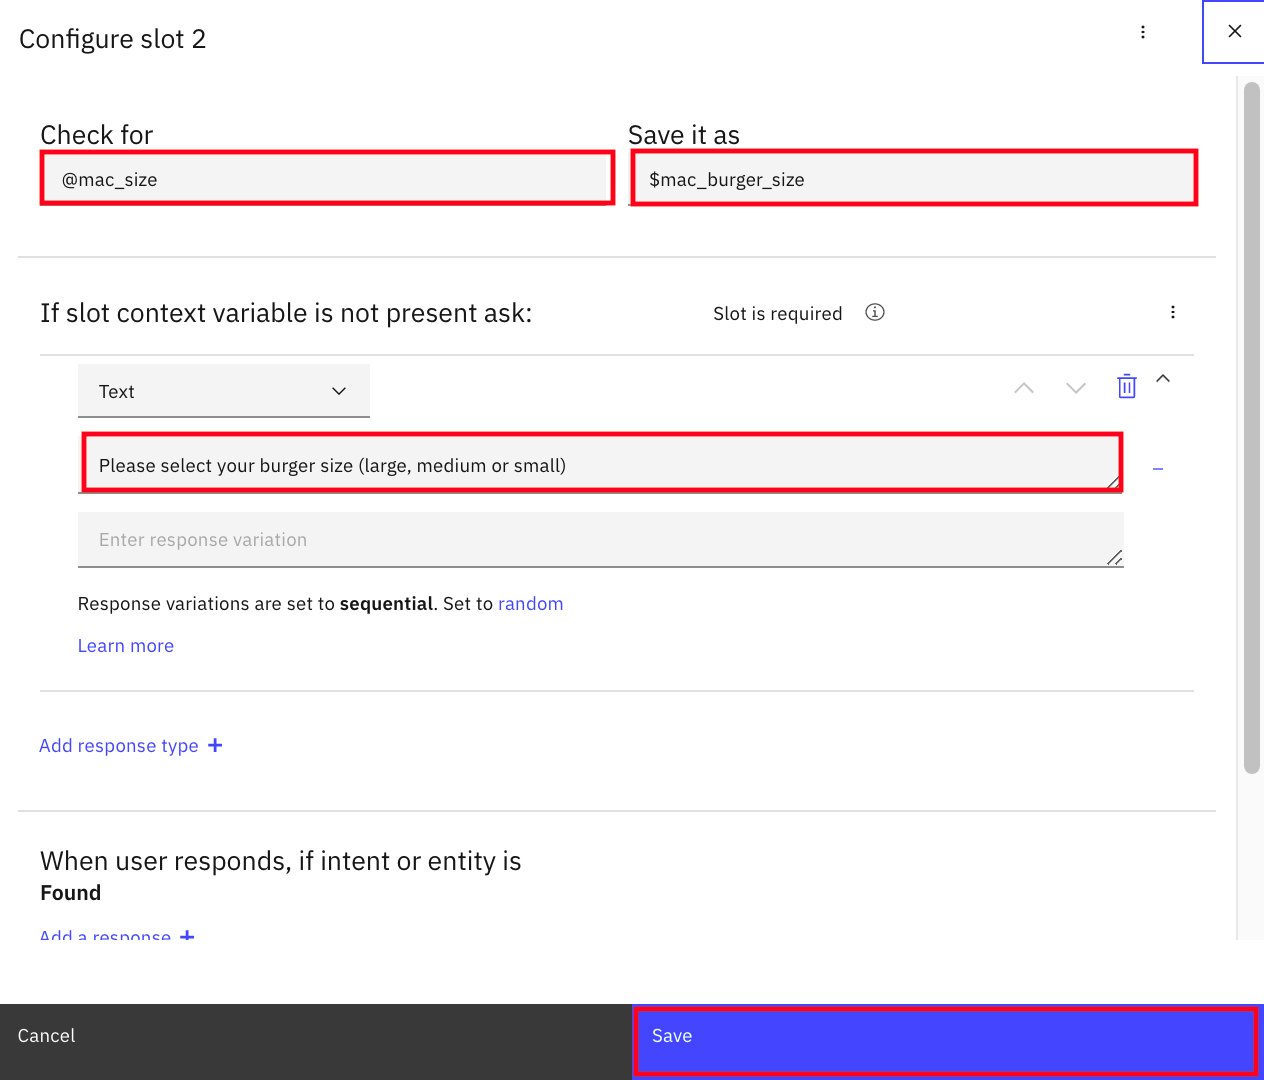 Configure slot 2
Check for
Save it as
@mac_size
$mac_burger_size
If slot context variable is not present ask:
Slot is required
Text
Please select your burger size (large, medium or small)
Enter response variation
Response variations are set to sequential. Set to random
Learn more
Add response type +
When user responds, if intent or entity is
Found
Add a response +
Cancel
Save